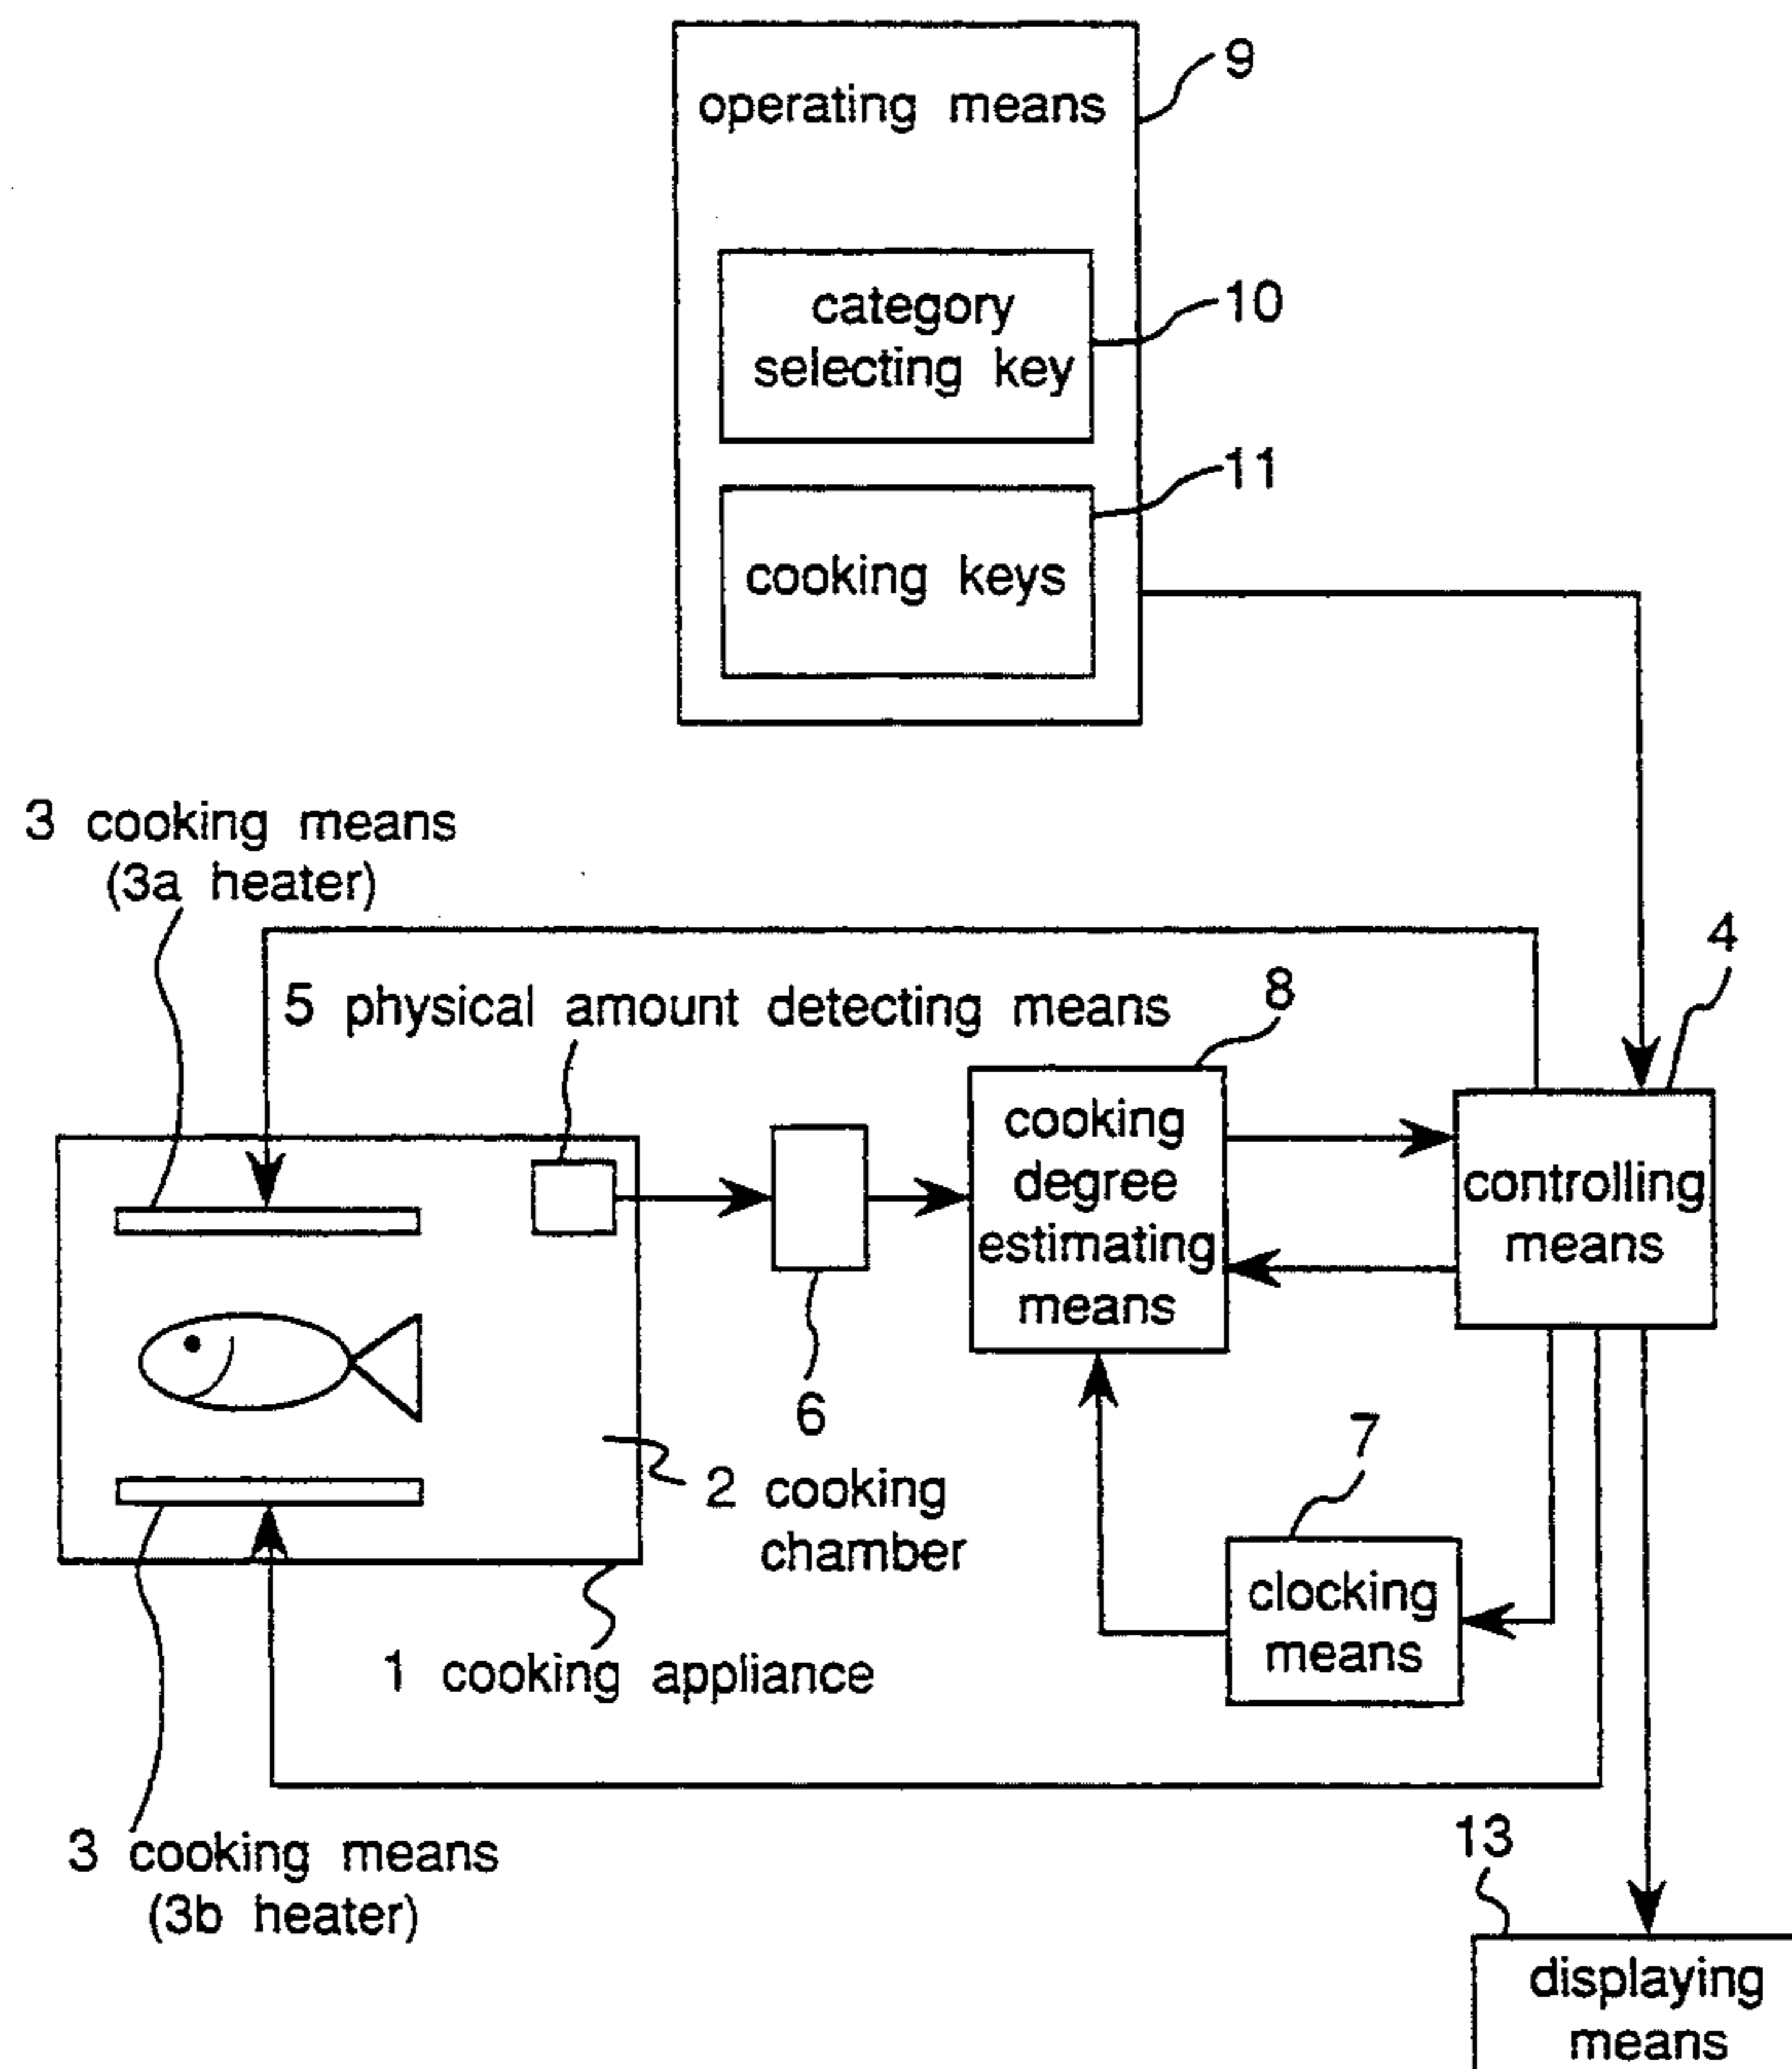 9
operating means
10
category
selecting key
11
cooking keys
3 cooking means
(3a heater)
4
5 physical amount detecting means
8
cooking
degree
estimating
means
controlling
means
6
2 cooking
chamber
7
clocking
means
1 cooking appliance
3 cooking means
(3b heater)
13
displaying
means